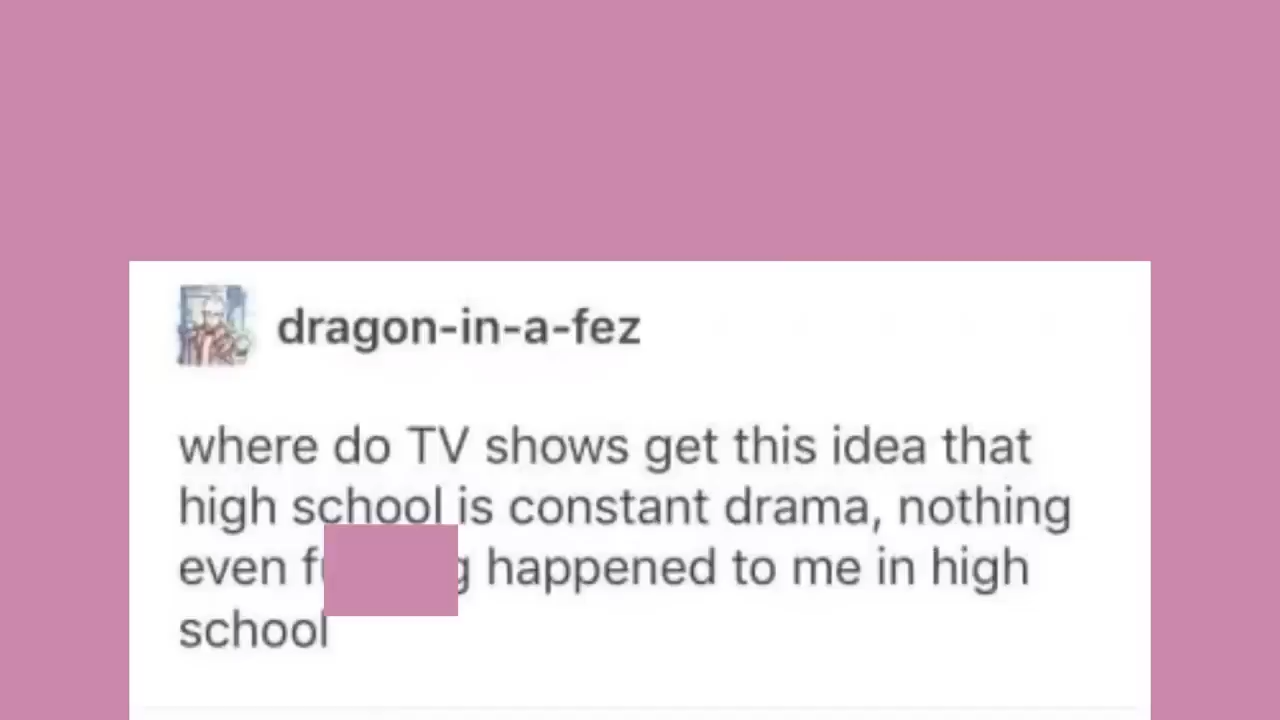 dragon-in-a-fez
where do TV shows get this idea that
high school is constant drama, nothing
even happened to me in high
school